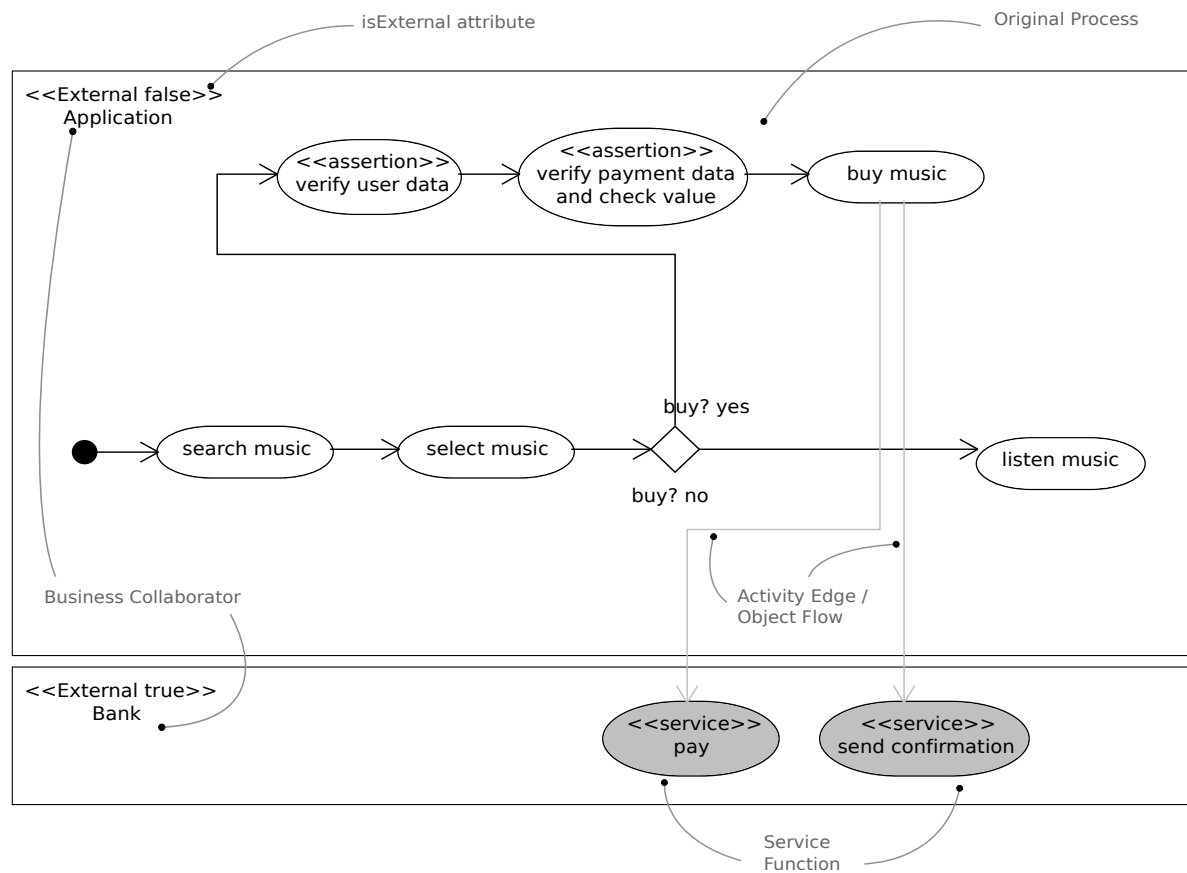 isExternal attribute
Original Process
<<External false>>
Application
<<assertion>>
verify user data
<<assertion>>
verify payment data
and check value
buy music
buy? yes
search music
select music
listen music
buy? no
Business Collaborator
Activity Edge /
Object Flow
<<External true>>
Bank
<<service>>
pay
<<service>>
send confirmation
Service
Function